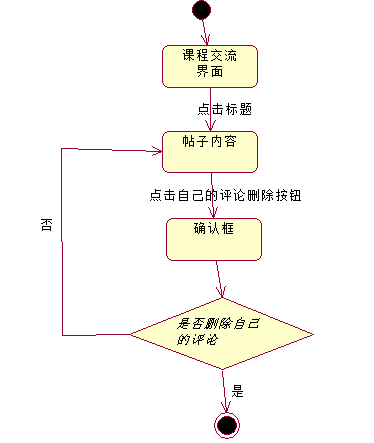 课程交流
界面
点击标题
帖子内容
点击自己的评论删除按钮
否
确认框
是否删除自己
的评论
是